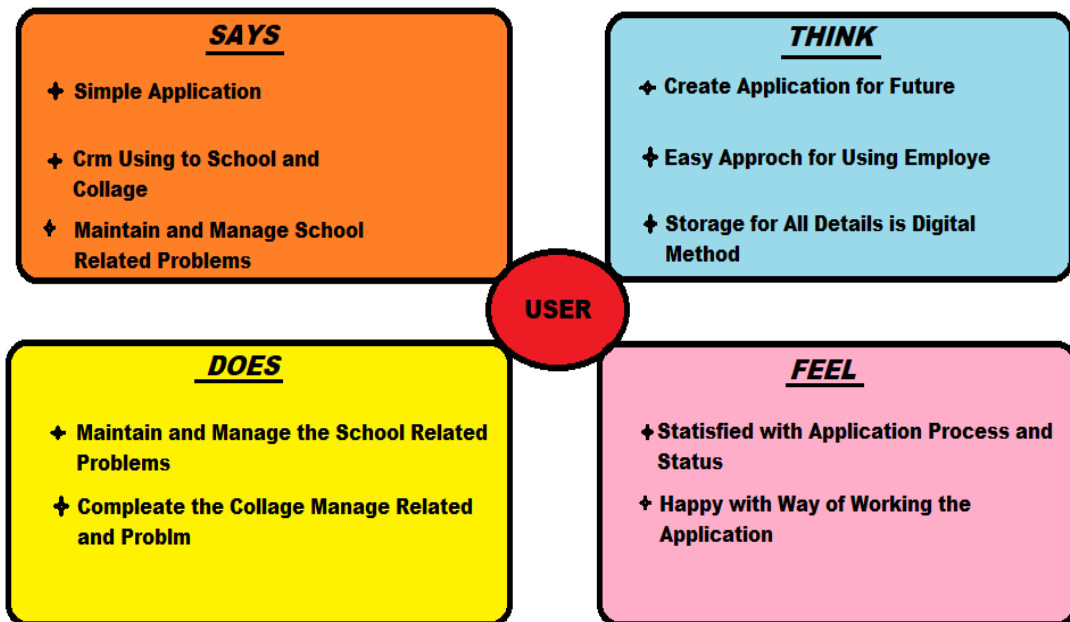 SAYS
Simple Application
Crm Using to School and
Collage
Maintain and Manage School
Related Problems
THINK
Create Application for Future
Easy Approch for Using Employe
Storage for All Details is Digital
Method
USER
DOES
Maintain and Manage the School Related
Problems
Compleate the Collage Manage Related
and Problm
FEEL
Statisfied with Application Process and
Status
Happy with Way of Working the
Application